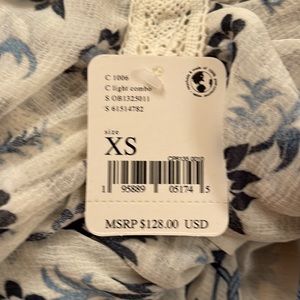 C 1006
C light combo
S OB1325011
S 61514782
size
XS
1 95889 05174 5
MSRP $128.00 USD